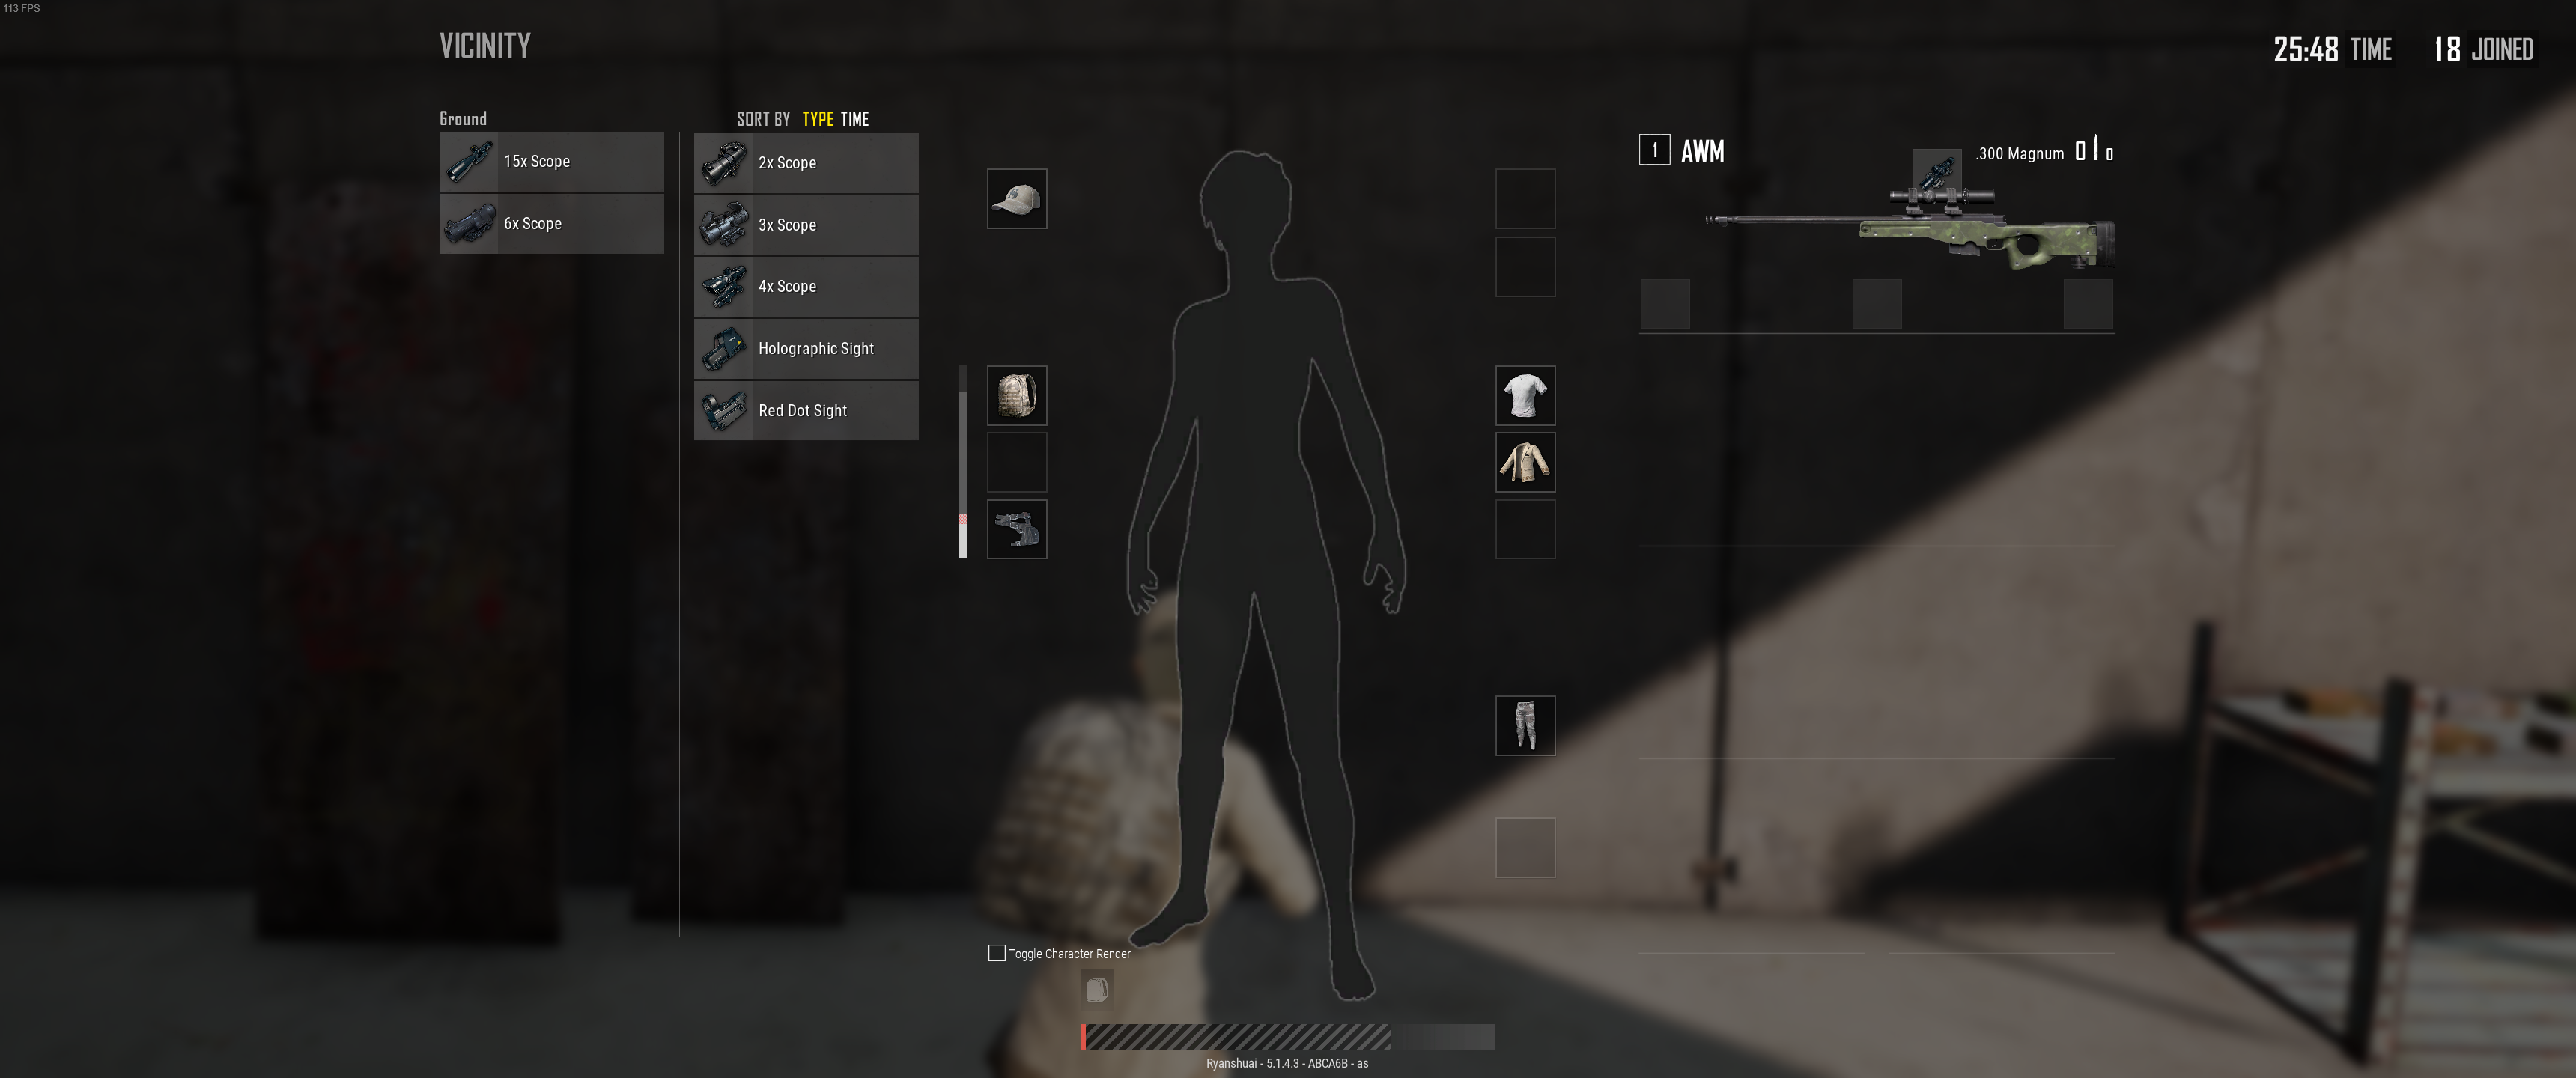 113 FPS
VICINITY
25:48 TIME 18 JOINED
Ground
SORT BY TYPE TIME
15x Scope
6x Scope
2x Scope
3x Scope
4x Scope
Holographic Sight
Red Dot Sight
1 AWM
.300 Magnum 0 0
Toggle Character Render
Ryanshuai - 5.1.4.3 - ABCA6B - as